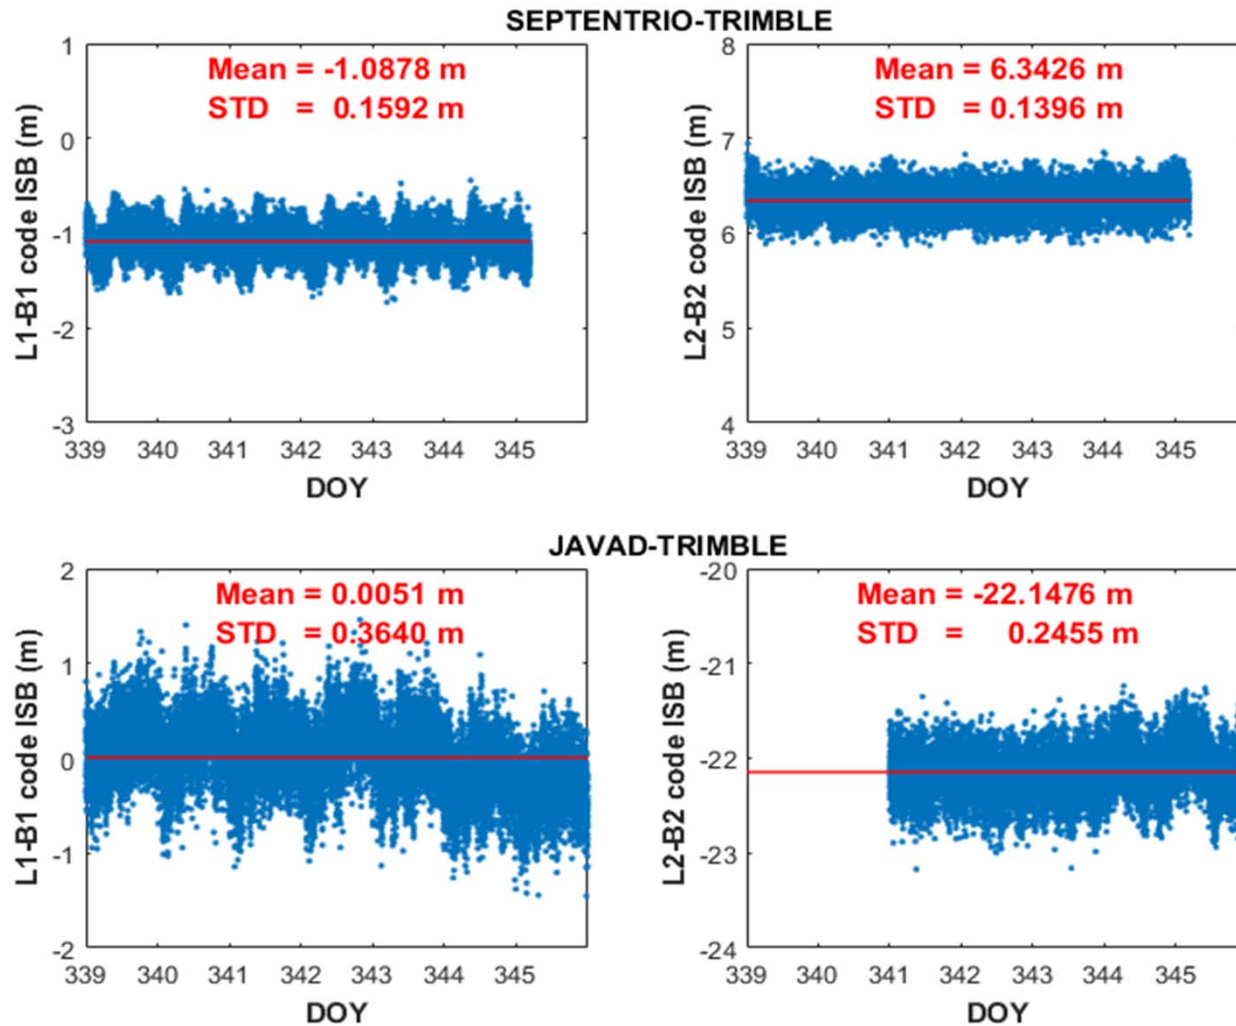 SEPTENTRIO-TRIMBLE
L1-B1 code ISB (m)
1
0
-1
-2
-3
Mean = -1.0878 m
STD = 0.1592 m
339 340 341 342 343 344 345
DOY
L2-B2 code ISB (m)
8
7
6
5
4
Mean = 6.3426 m
STD = 0.1396 m
339 340 341 342 343 344 345
DOY
JAVAD-TRIMBLE
L1-B1 code ISB (m)
2
1
0
-1
-2
Mean = 0.0051 m
STD = 0.3640 m
339 340 341 342 343 344 345
DOY
L2-B2 code ISB (m)
-20
-21
-22
-23
-24
Mean = -22.1476 m
STD = 0.2455 m
339 340 341 342 343 344 345
DOY